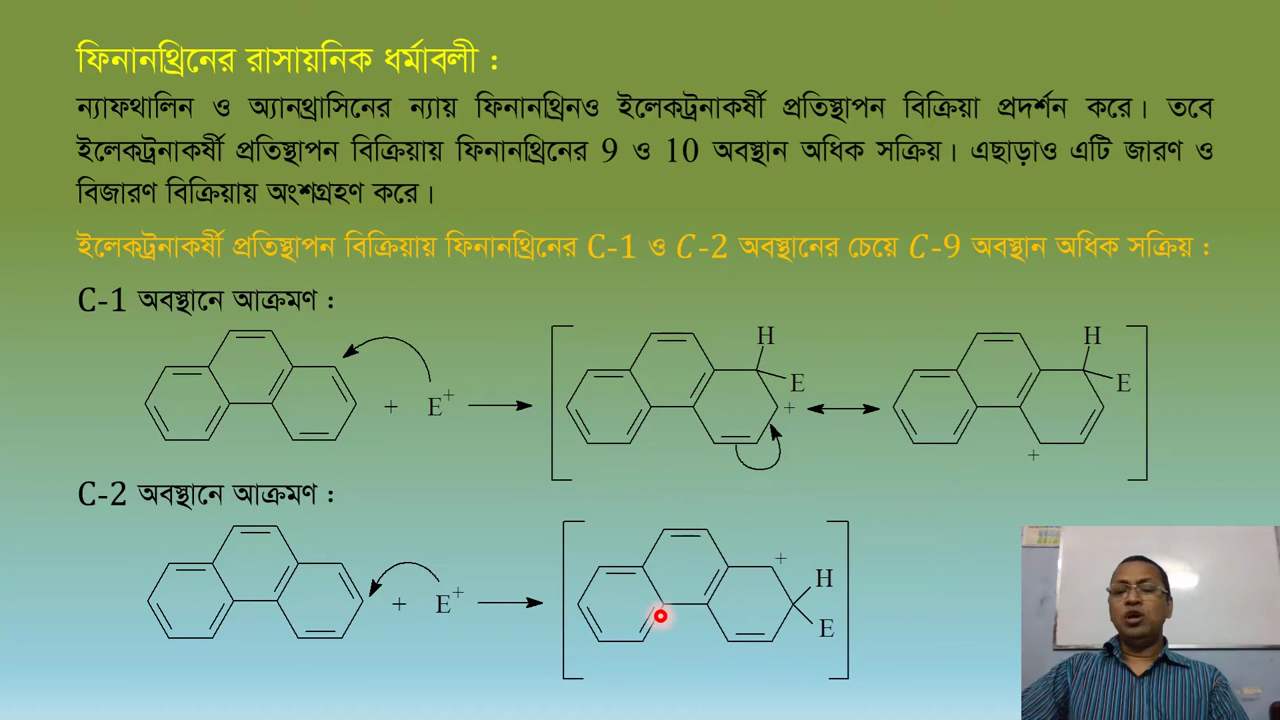 ফিনানথ্রিনের রাসায়নিক ধর্মাবলী :
ন্যাফথালিন ও অ্যানথ্রাসিনের ন্যায় ফিনানথ্রিনও ইলেকট্রনাকর্ষী প্রতিস্থাপন বিক্রিয়া প্রদর্শন করে। তবে
ইলেকট্রনাকর্ষী প্রতিস্থাপন বিক্রিয়ায় ফিনানথ্রিনের 9 ও 10 অবস্থান অধিক সক্রিয়। এছাড়াও এটি জারণ ও
বিজারণ বিক্রিয়ায় অংশগ্রহণ করে।
ইলেকট্রনাকর্ষী প্রতিস্থাপন বিক্রিয়ায় ফিনানথ্রিনের C-1 ও C-2 অবস্থানের চেয়ে C-9 অবস্থান অধিক সক্রিয় :
C-1 অবস্থানে আক্রমণ :
H H
E E
+ E+ +
+
C-2 অবস্থানে আক্রমণ :
+
H
+ E+
E